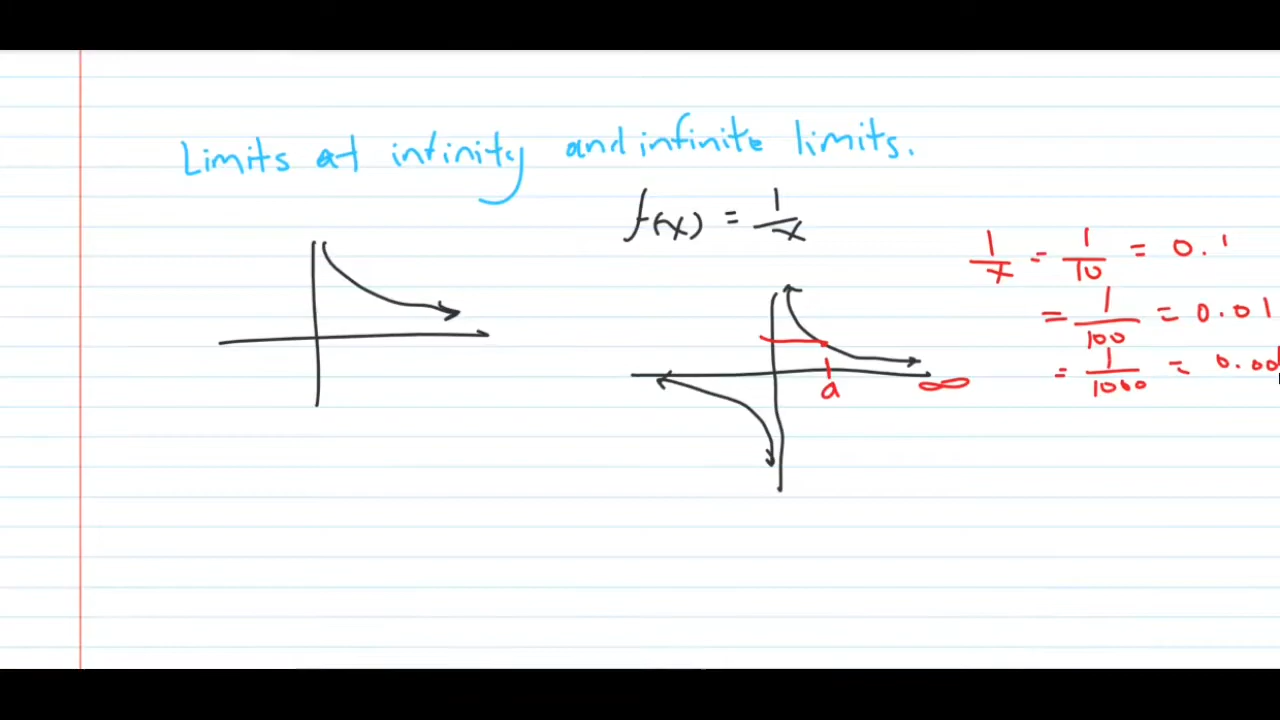 Limits at infinity and infinite limits.
f(x) = 1/x
1/x = 1/10 = 0.1
= 1/100 = 0.01
= 1/1000 = 0.00
a
∞